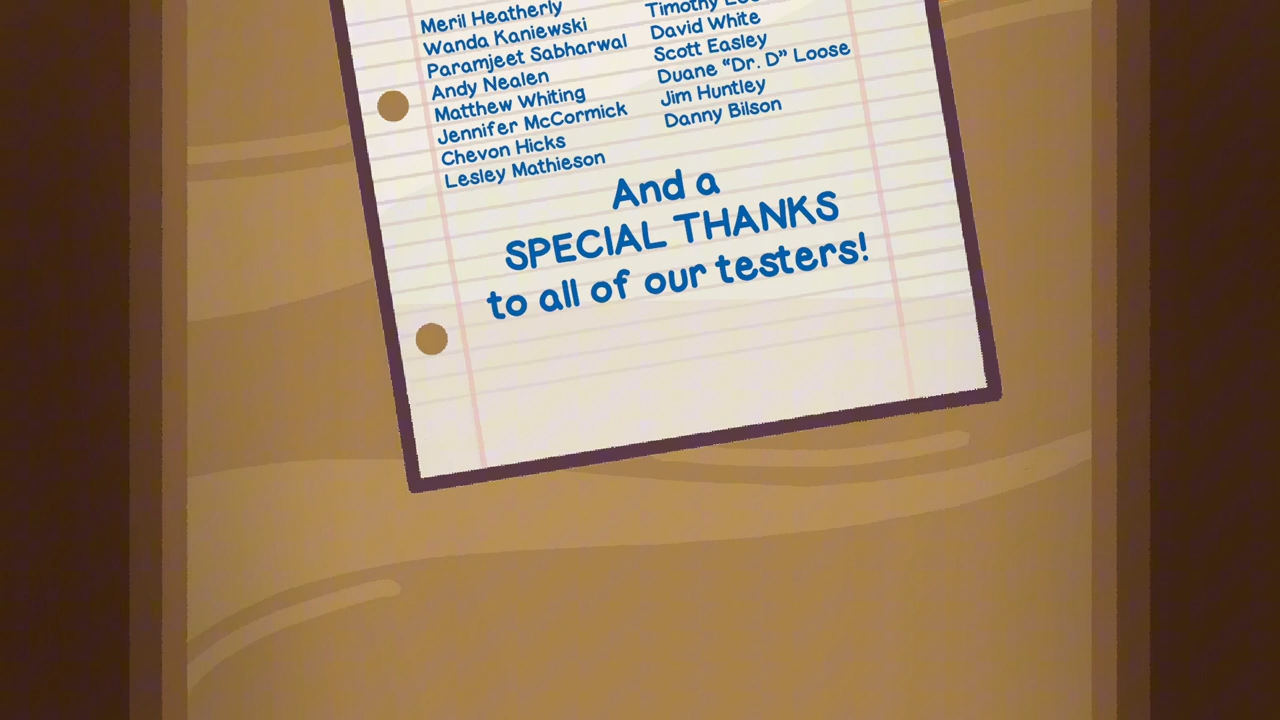 Meril Heatherly
Wanda Kaniewski
Paramjeet Sabharwal
Andy Nealen
Matthew Whiting
Jennifer McCormick
Chevon Hicks
Lesley Mathieson
Timothy
David White
Scott Easley
Duane “Dr. D” Loose
Jim Huntley
Danny Bilson
And a
SPECIAL THANKS
to all of our testers!